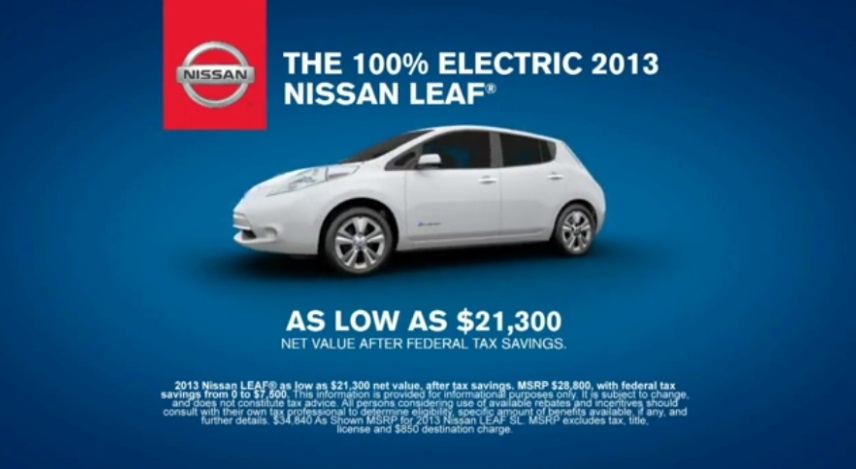 NISSAN
THE 100% ELECTRIC 2013
NISSAN LEAF®
AS LOW AS $21,300
NET VALUE AFTER FEDERAL TAX SAVINGS.
2013 Nissan LEAF® as low as $21,300 net value, after tax savings. MSRP $28,800, with federal tax
savings from 0 to $7,500. This information is provided for informational purposes only. It is subject to change,
and does not constitute tax advice. All persons considering use of available rebates and incentives should
consult with their own tax professional to determine eligibility, specific amount of benefits available, if any, and
further details. $34,840 As Shown MSRP for 2013 Nissan LEAF SL. MSRP excludes tax, title,
license and $850 destination charge.